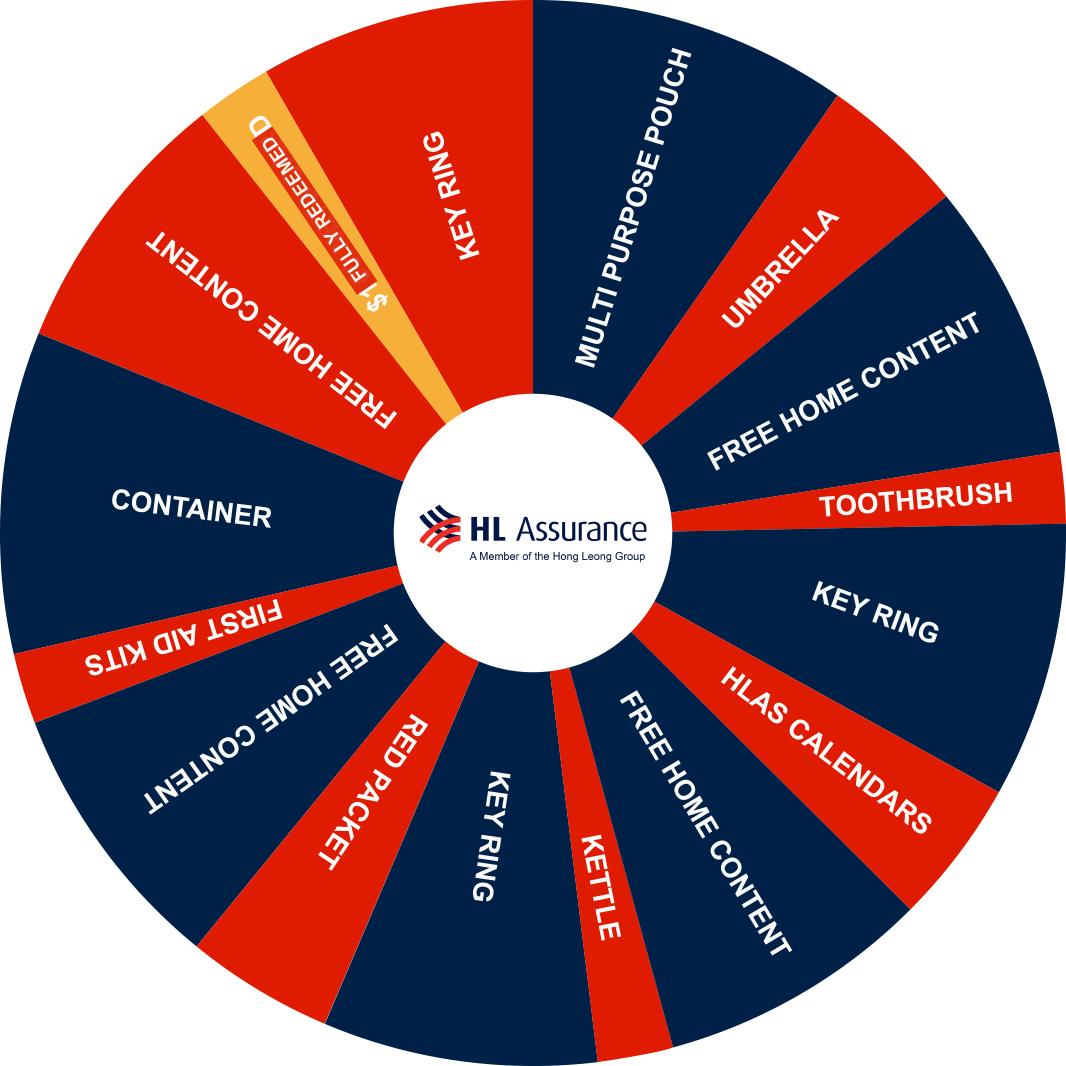 MULTI PURPOSE POUCH
UMBRELLA
FREE HOME CONTENT
TOOTHBRUSH
KEY RING
HLAS CALENDARS
FREE HOME CONTENT
KETTLE
KEY RING
RED PACKET
FREE HOME CONTENT
FIRST AID KITS
CONTAINER
FREE HOME CONTENT
$1 D
FULLY REDEEMED
KEY RING
HL Assurance
A Member of the Hong Leong Group